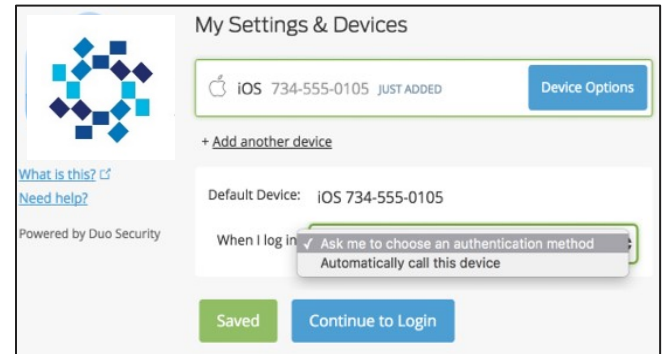 My Settings & Devices
iOS 734-555-0105 JUST ADDED
Device Options
+ Add another device
What is this?
Need help?
Powered by Duo Security
Default Device: iOS 734-555-0105
When I log in
✓ Ask me to choose an authentication method
Automatically call this device
Saved
Continue to Login